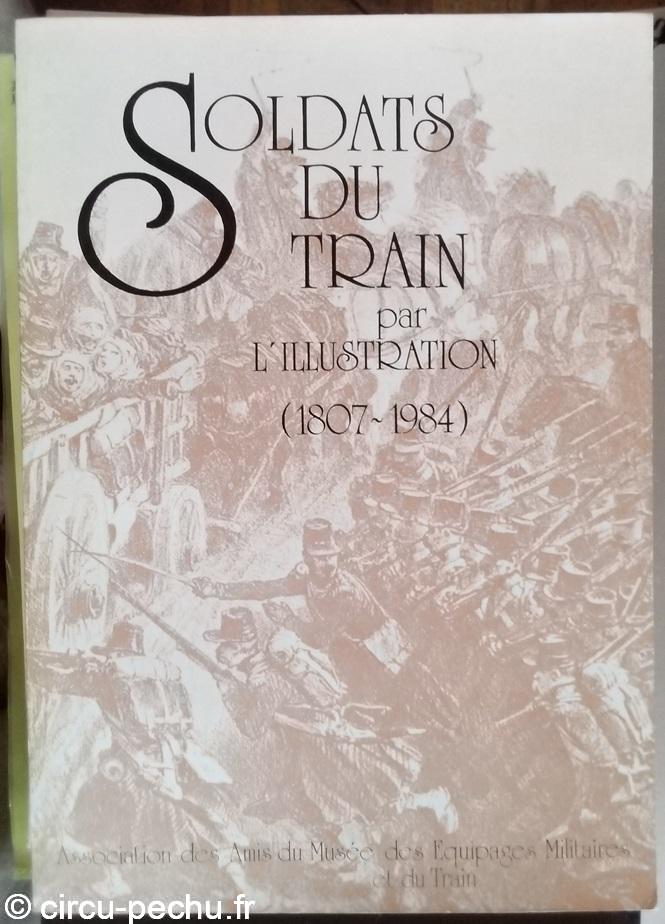 SOLDATS
DU
TRAIN
par
L'ILLUSTRATION
(1807~1984)
Association des Amis du Musée des Equipages Militaires
et du Train
© circu-pechu.fr